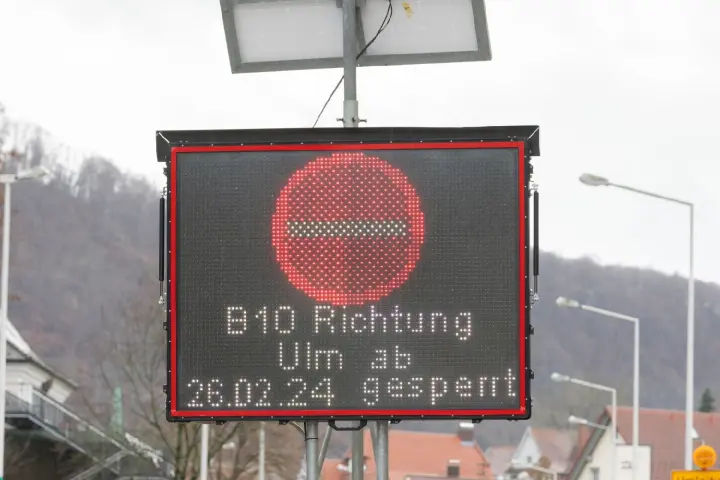 B10 Richtung
Ulm ab
26.02.24 gesperrt